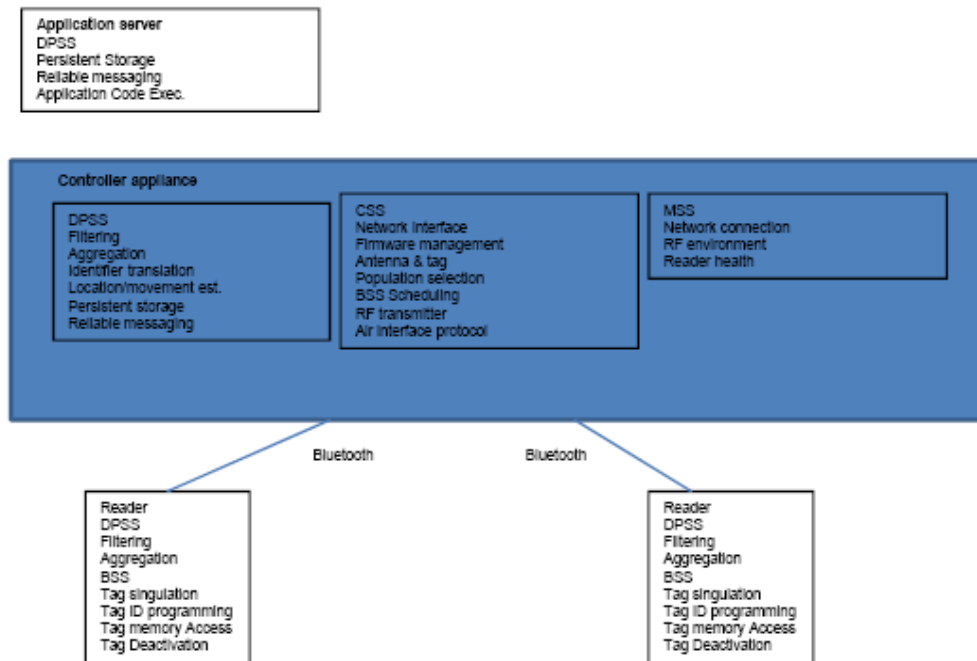 Application server
DPSS
Persistent Storage
Reliable messaging
Application Code Exec.
Controller appliance
DPSS
Filtering
Aggregation
Identifier translation
Location/movement est.
Persistent storage
Reliable messaging
CSS
Network Interface
Firmware management
Antenna & tag
Population selection
BSS Scheduling
RF transmitter
Air Interface protocol
MSS
Network connection
RF environment
Reader health
Bluetooth
Bluetooth
Reader
DPSS
Filtering
Aggregation
BSS
Tag singulation
Tag ID programming
Tag memory Access
Tag Deactivation
Reader
DPSS
Filtering
Aggregation
BSS
Tag singulation
Tag ID programming
Tag memory Access
Tag Deactivation